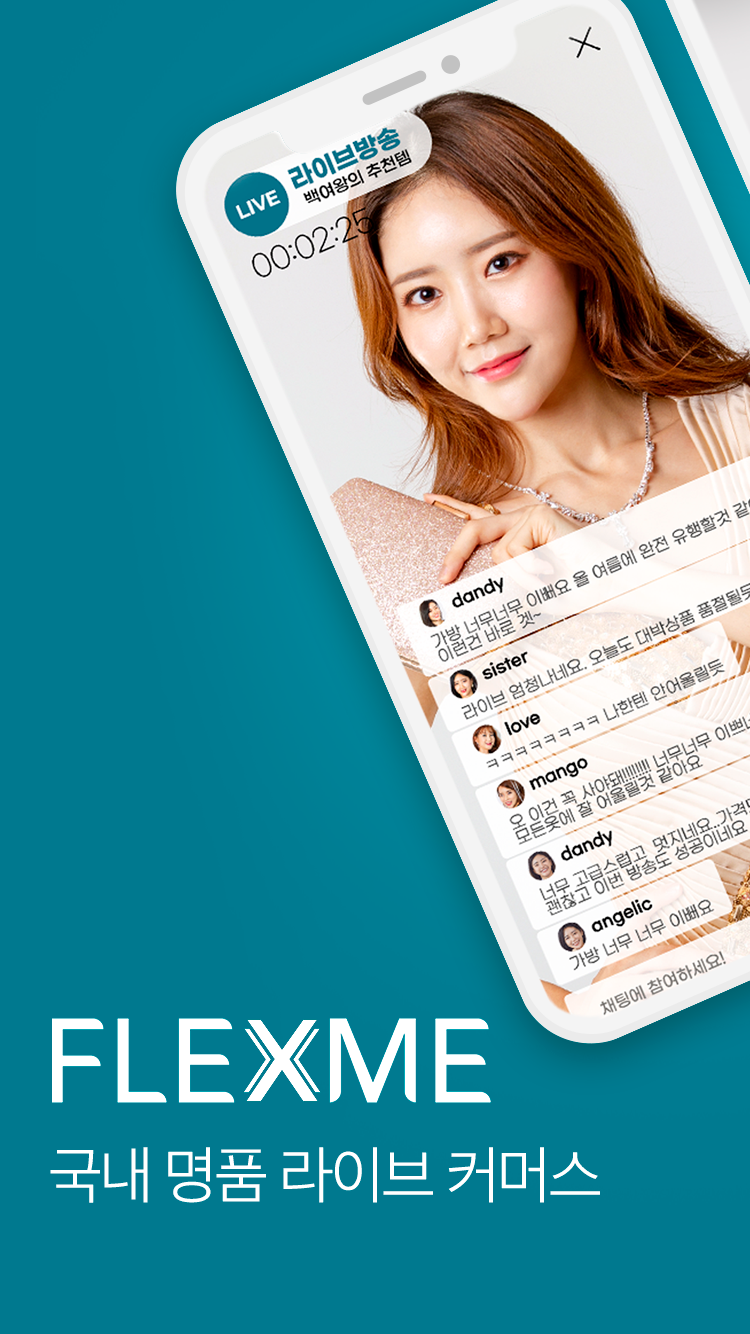 LIVE
라이브방송
백여왕의 추천템
00:02:25
dandy
가방 너무너무 이뻐요 올 여름에 완전 유행할것 같
이런건 바로 겟~
sister
라이브 엄청나네요. 오늘도 대박상품 품절될듯
love
ㅋㅋㅋㅋㅋㅋㅋㅋ 나한텐 안어울릴듯
mango
오 이건 꼭 사야돼!!!!!!!! 너무너무 이쁘
모든옷에 잘 어울릴것 같아요
dandy
너무 고급스럽고 멋지네요..가격
괜찮고 이번 방송도 성공이네요
angelic
가방 너무 너무 이뻐요
채팅에 참여하세요!
FLEXME
국내 명품 라이브 커머스